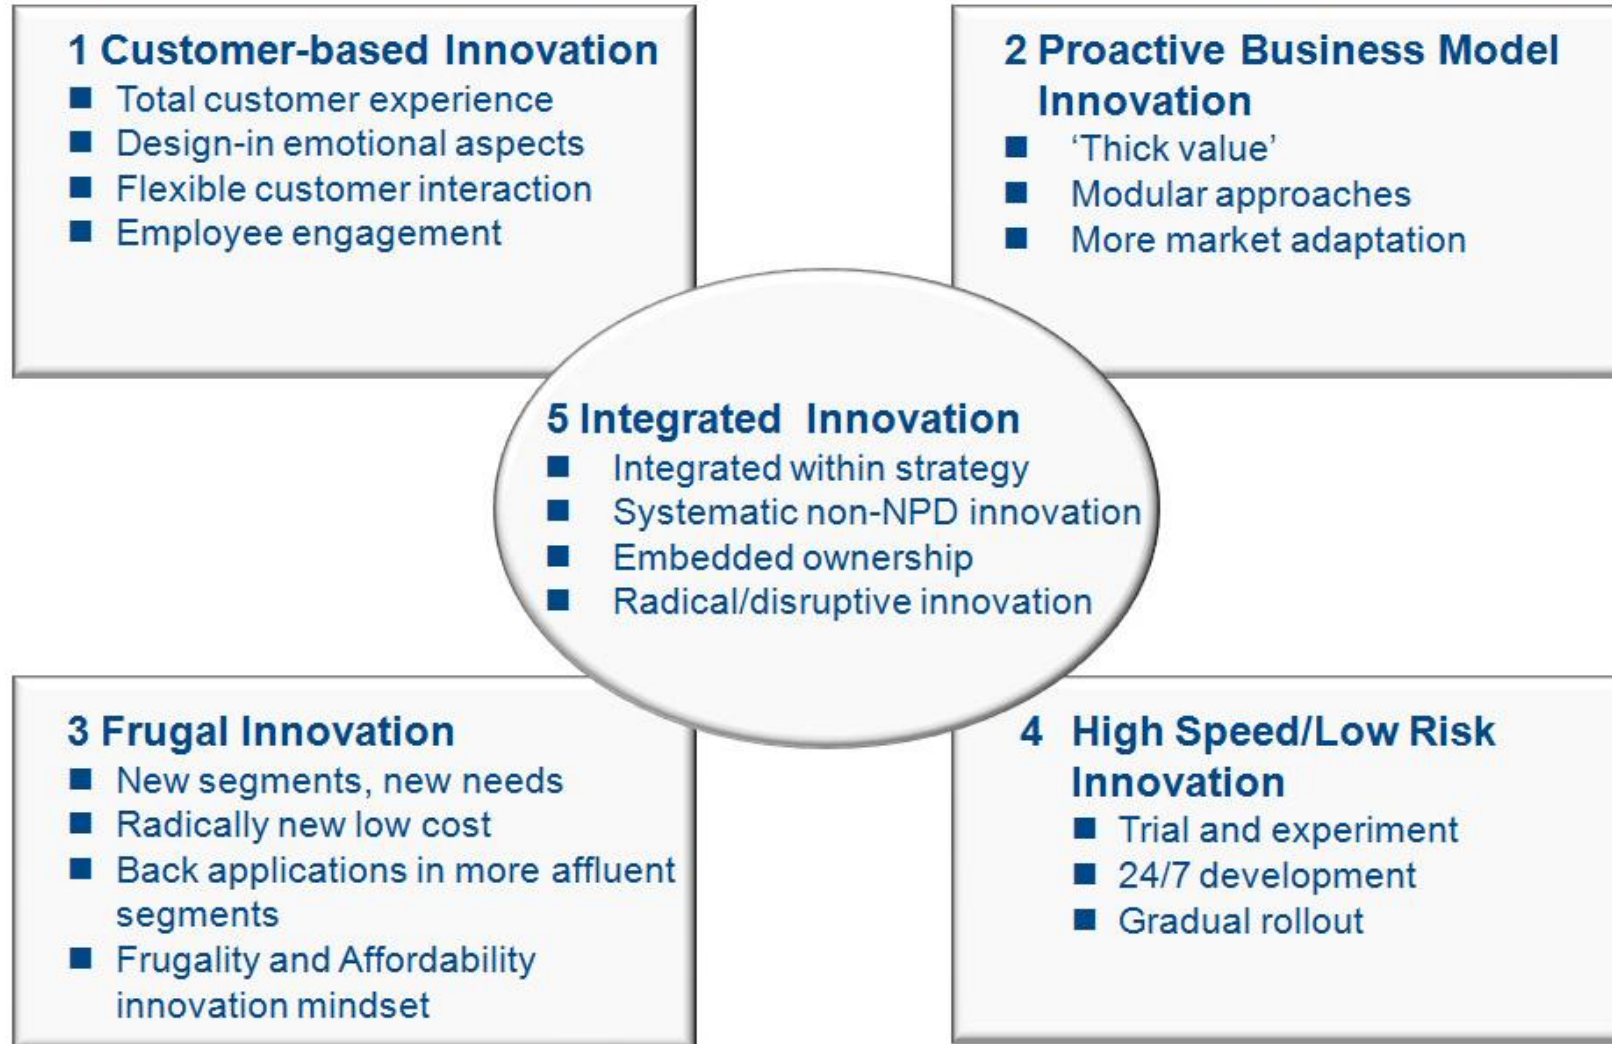 1 Customer-based Innovation
■ Total customer experience
■ Design-in emotional aspects
■ Flexible customer interaction
■ Employee engagement
2 Proactive Business Model
Innovation
■ ‘Thick value’
■ Modular approaches
■ More market adaptation
5 Integrated Innovation
■ Integrated within strategy
■ Systematic non-NPD innovation
■ Embedded ownership
■ Radical/disruptive innovation
3 Frugal Innovation
■ New segments, new needs
■ Radically new low cost
■ Back applications in more affluent
segments
■ Frugality and Affordability
innovation mindset
4 High Speed/Low Risk
Innovation
■ Trial and experiment
■ 24/7 development
■ Gradual rollout